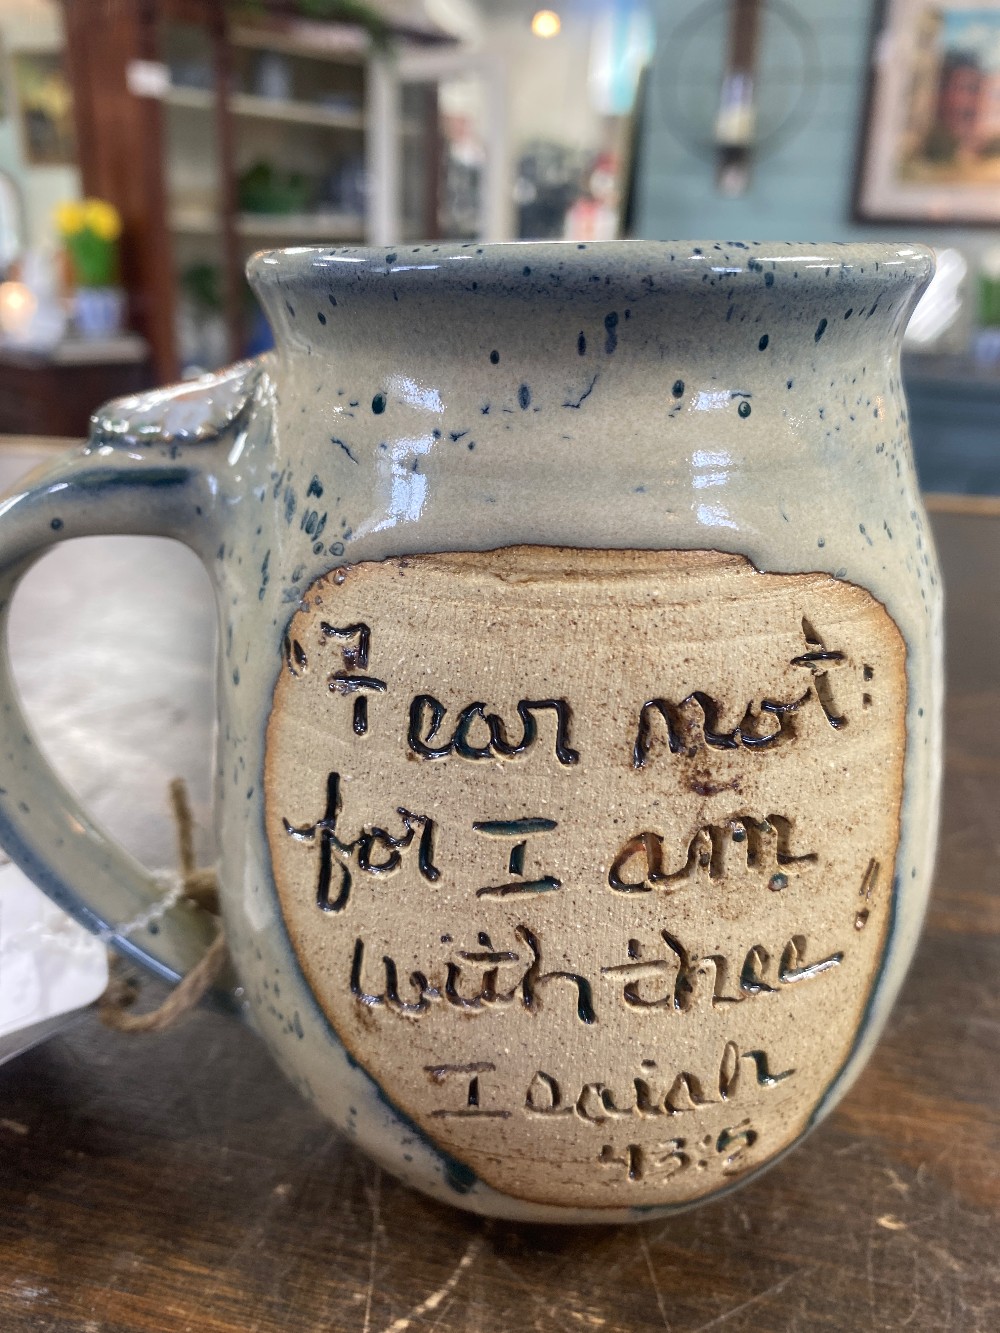 "Fear not:
for I am
with thee!
Isaiah
43:5